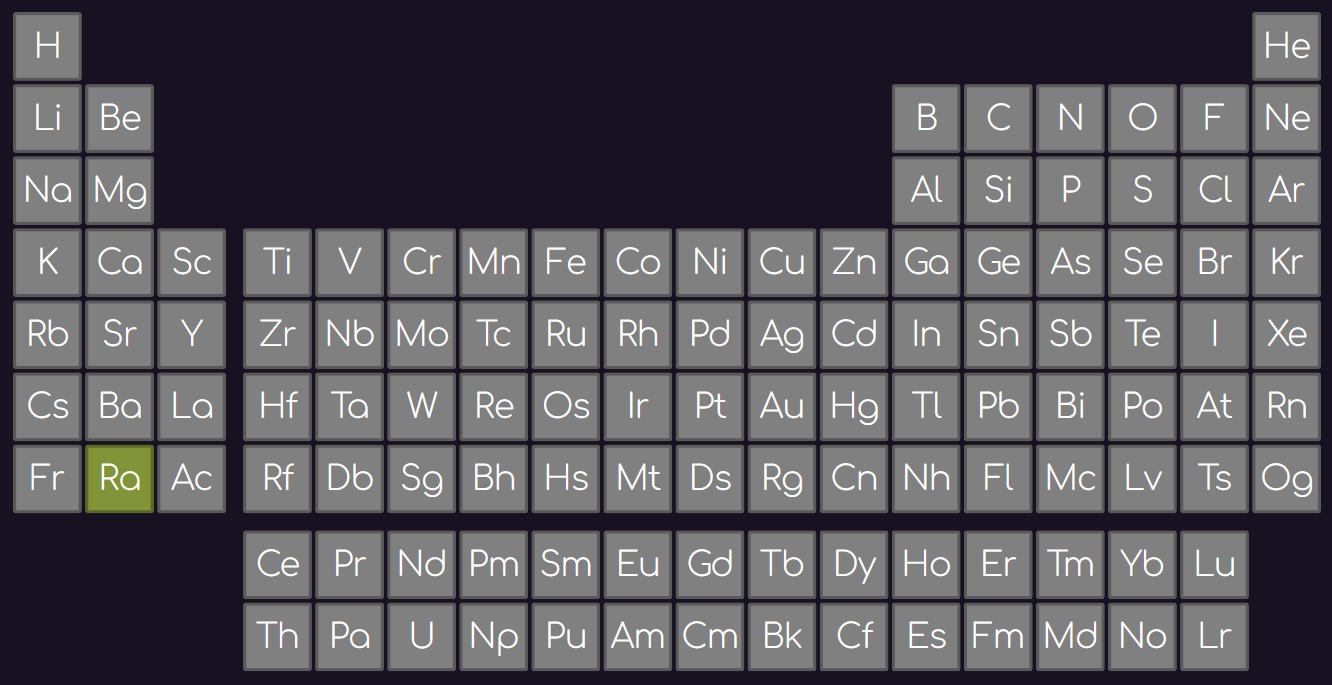 H He
Li Be B C N O F Ne
Na Mg Al Si P S Cl Ar
K Ca Sc Ti V Cr Mn Fe Co Ni Cu Zn Ga Ge As Se Br Kr
Rb Sr Y Zr Nb Mo Tc Ru Rh Pd Ag Cd In Sn Sb Te I Xe
Cs Ba La Hf Ta W Re Os Ir Pt Au Hg Tl Pb Bi Po At Rn
Fr Ra Ac Rf Db Sg Bh Hs Mt Ds Rg Cn Nh Fl Mc Lv Ts Og
Ce Pr Nd Pm Sm Eu Gd Tb Dy Ho Er Tm Yb Lu
Th Pa U Np Pu Am Cm Bk Cf Es Fm Md No Lr